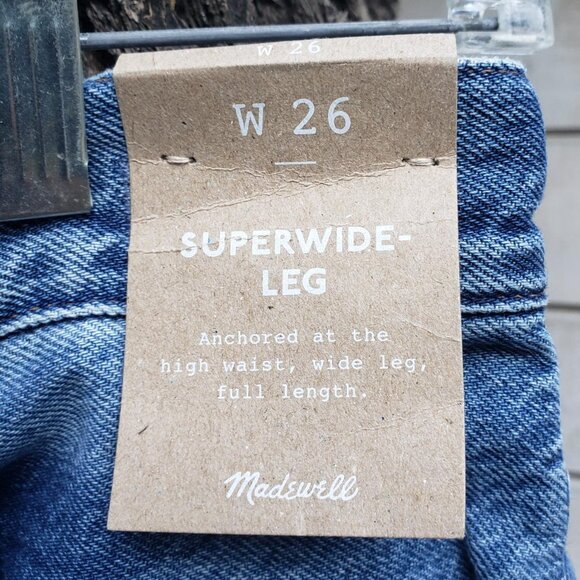 W 26
W 26
SUPERWIDE-
LEG
Anchored at the
high waist, wide leg,
full length.
Madewell